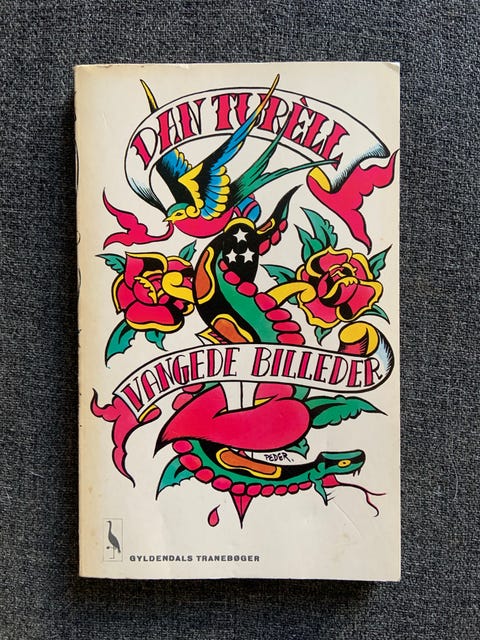 DAN TURÈLL
VANGEDE BILLEDER
PEDER.
GYLDENDALS TRANEBØGER